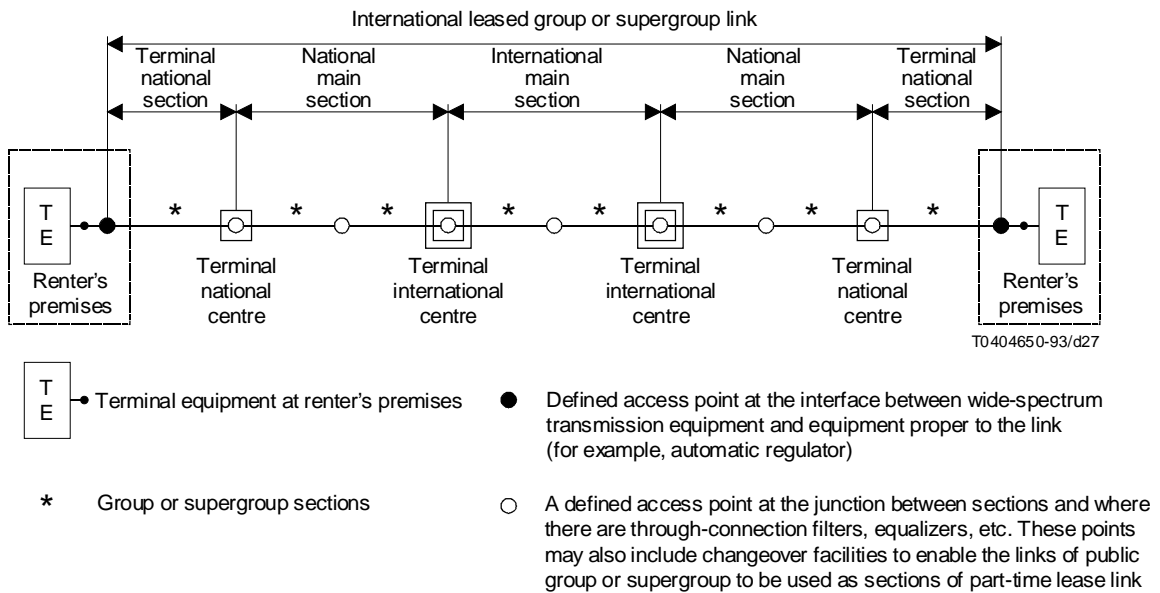 International leased group or supergroup link
Terminal
national
section
National
main
section
International
main
section
National
main
section
Terminal
national
section
T
E
Renter's
premises
*
*
*
*
*
*
*
*
Terminal
national
centre
Terminal
international
centre
Terminal
international
centre
Terminal
national
centre
T
E
Renter's
premises
T0404650-93/d27
T
E
Terminal equipment at renter's premises
Defined access point at the interface between wide-spectrum
transmission equipment and equipment proper to the link
(for example, automatic regulator)
* Group or supergroup sections
A defined access point at the junction between sections and where
there are through-connection filters, equalizers, etc. These points
may also include changeover facilities to enable the links of public
group or supergroup to be used as sections of part-time lease link